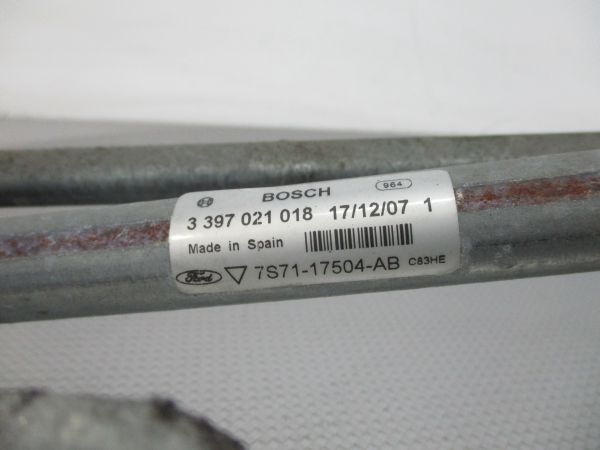 BOSCH 964
3 397 021 018 17/12/07 1
Made in Spain
Ford 7S71-17504-AB C83HE